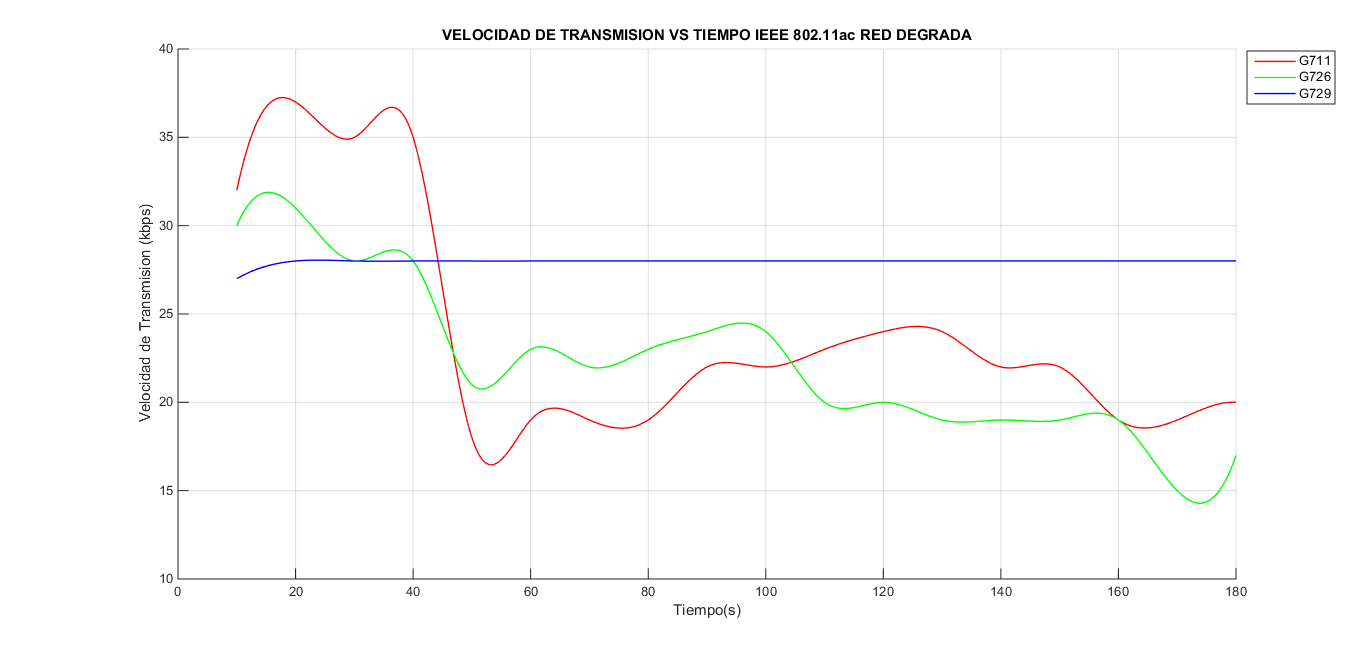 VELOCIDAD DE TRANSMISION VS TIEMPO IEEE 802.11ac RED DEGRADA
G711
G726
G729
Velocidad de Transmision (kbps)
40
35
30
25
20
15
10
0 20 40 60 80 100 120 140 160 180
Tiempo(s)